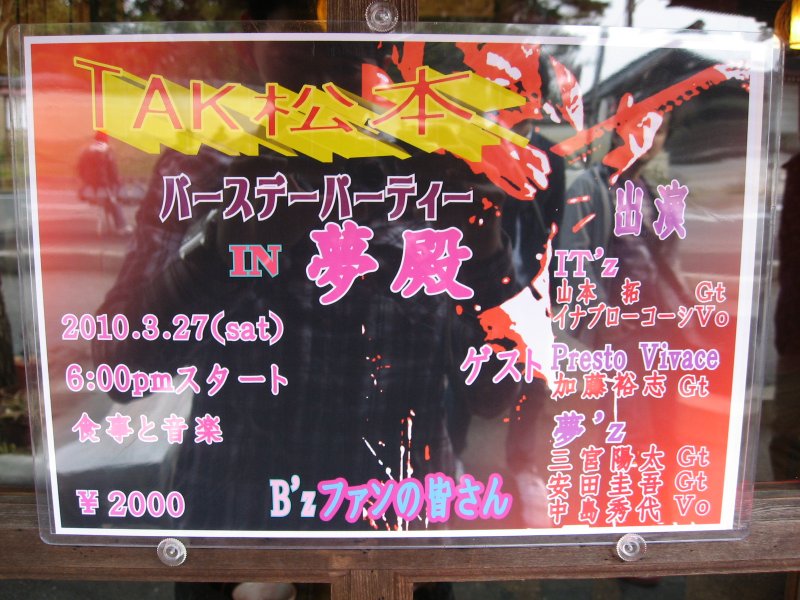 TAK松本
バースデーパーティー
IN 夢殿
2010.3.27(sat)
6:00pmスタート
食事と音楽
¥2000
B'zファンの皆さん
出演
IT'z
山本 拓 Gt
イナブローコーシ Vo
ゲスト Presto Vivace
加藤裕志 Gt
夢'z
三宮陽大 Gt
安田圭吾 Gt
中島秀代 Vo